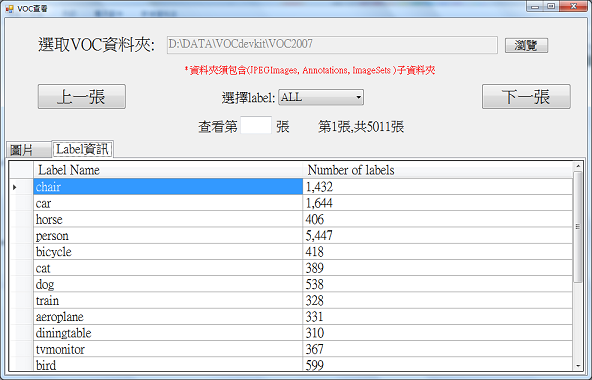 VOC查看
選取VOC資料夾: D:\DATA\VOCdevkit\VOC2007 瀏覽
*資料夾須包含(JPEGImages, Annotations, ImageSets )子資料夾
上一張 選擇label: ALL 下一張
查看第 張 第1張,共5011張
圖片 Label資訊
Label Name Number of labels
chair 1,432
car 1,644
horse 406
person 5,447
bicycle 418
cat 389
dog 538
train 328
aeroplane 331
diningtable 310
tvmonitor 367
bird 599